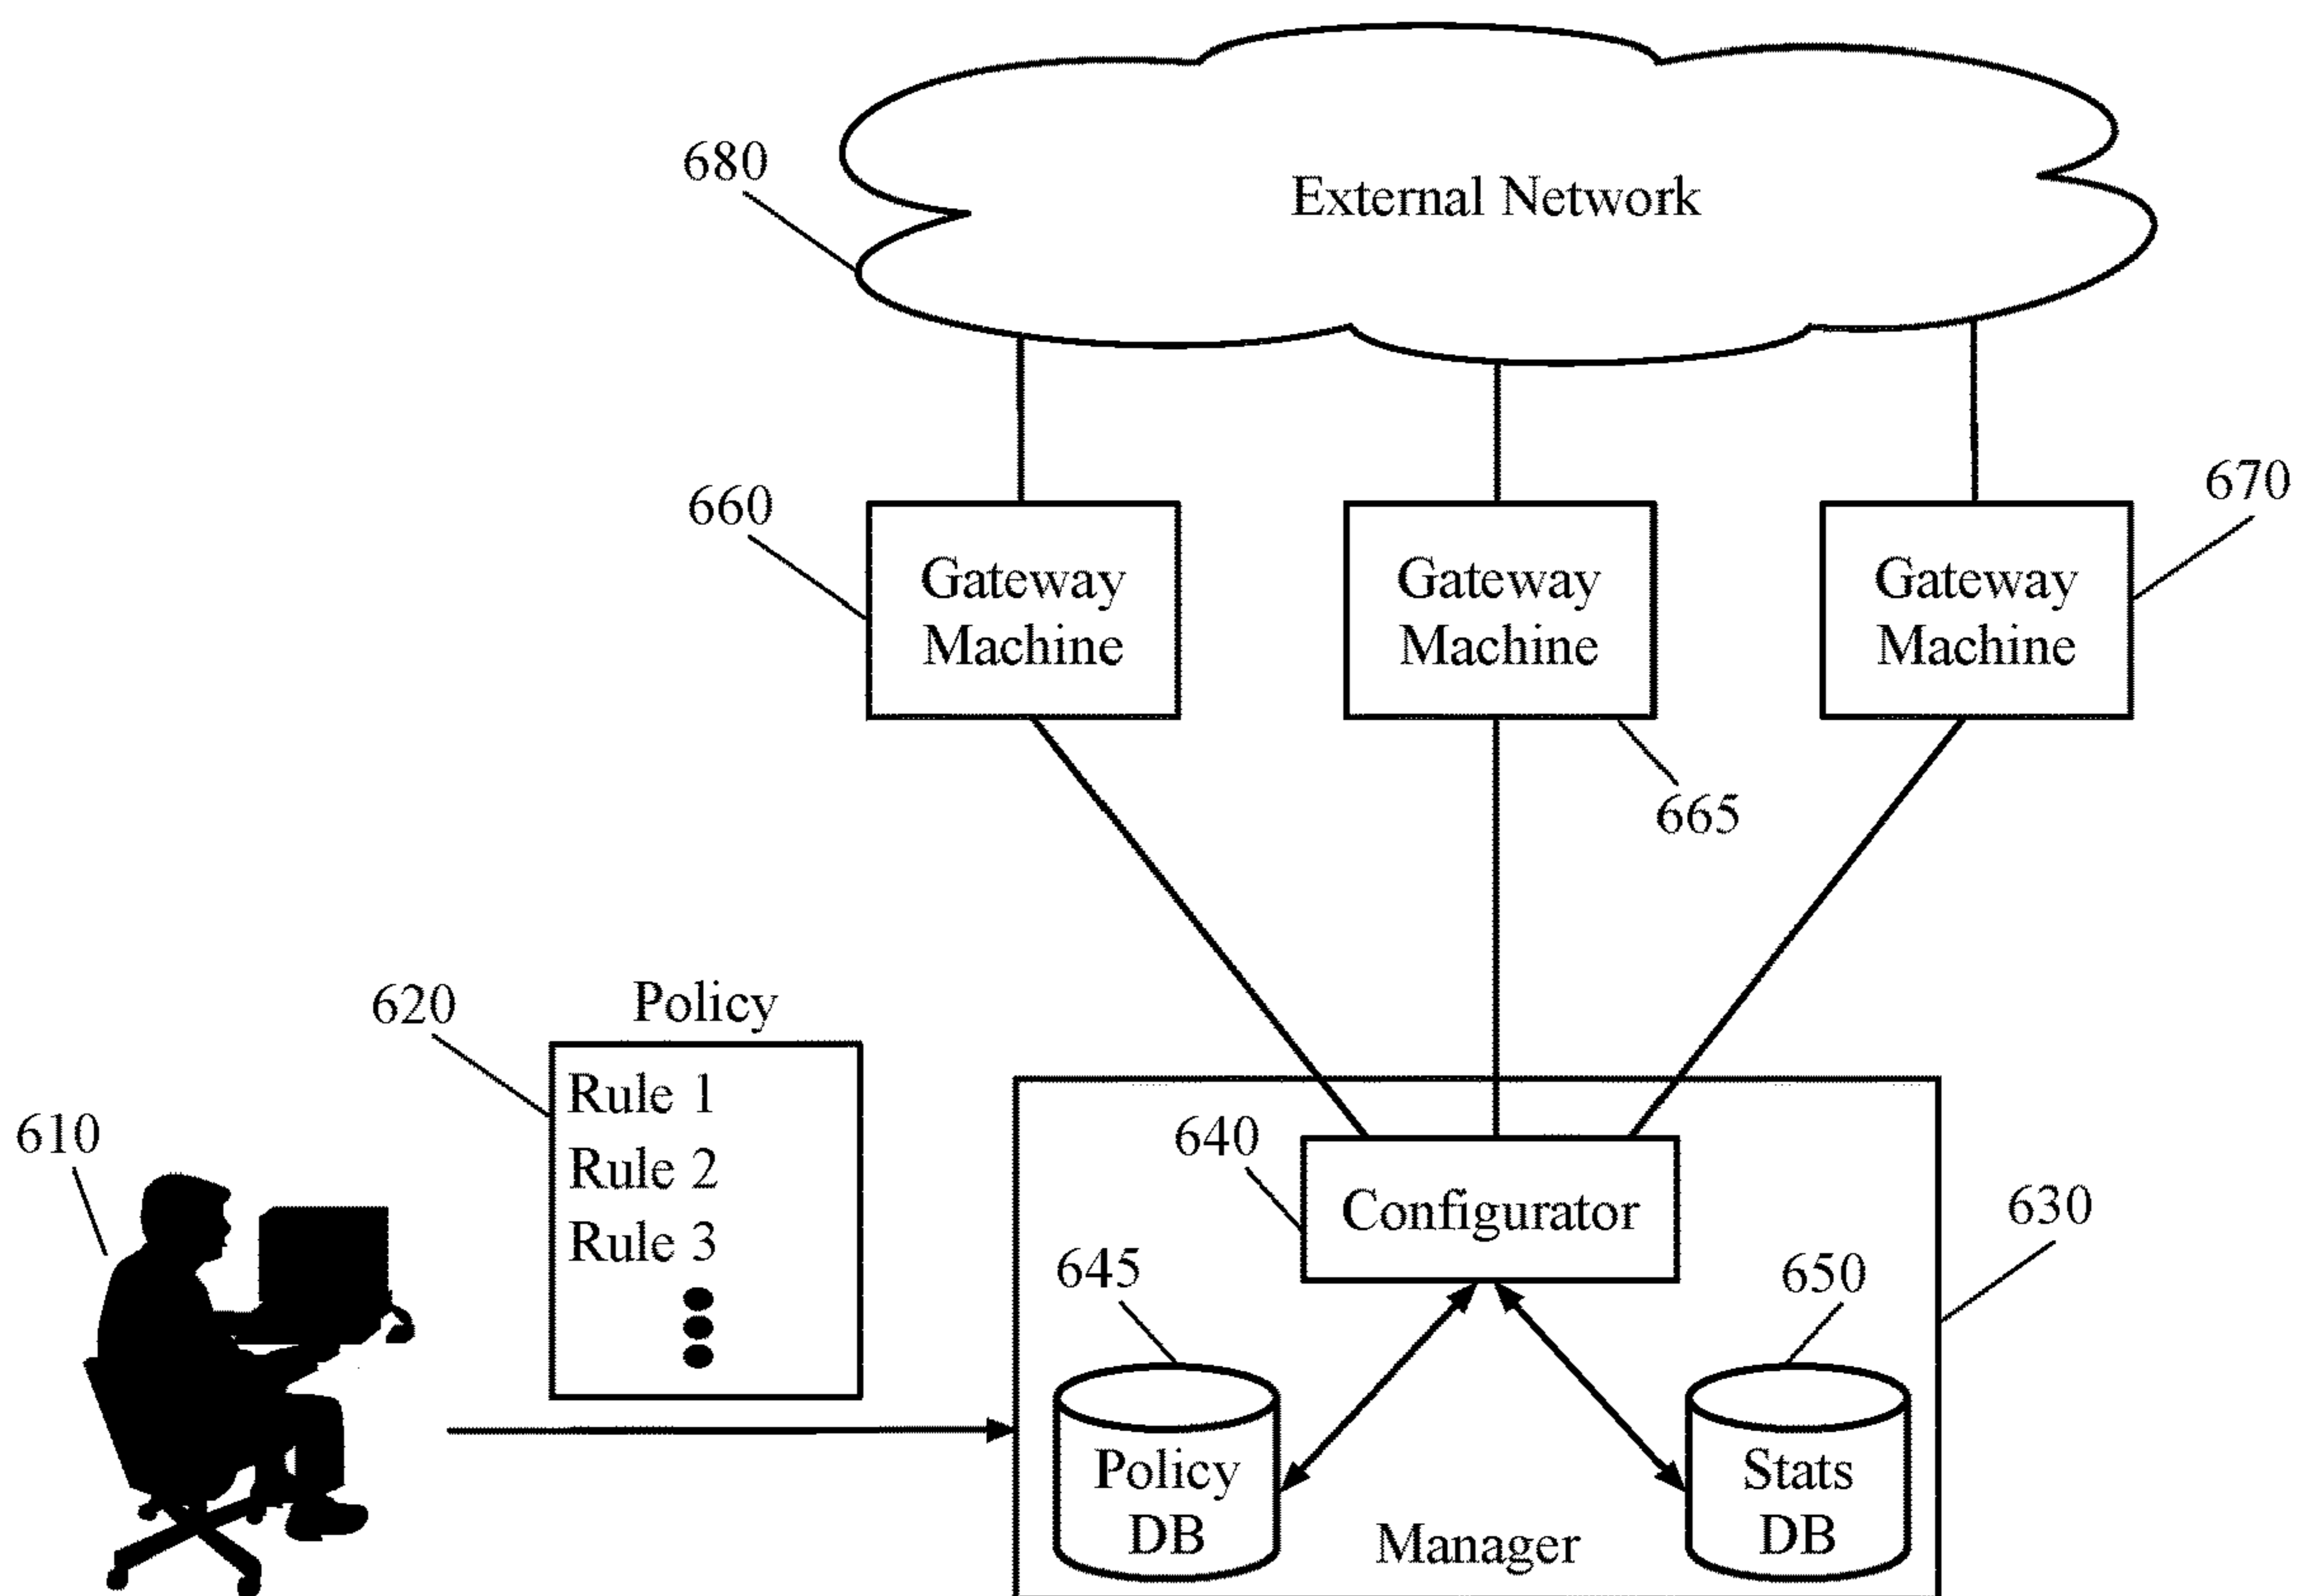 680
External Network
660
Gateway
Machine
Gateway
Machine
665
Gateway
Machine
670
620
Policy
Rule 1
Rule 2
Rule 3
610
640
Configurator
630
645
650
Policy
DB
Stats
DB
Manager